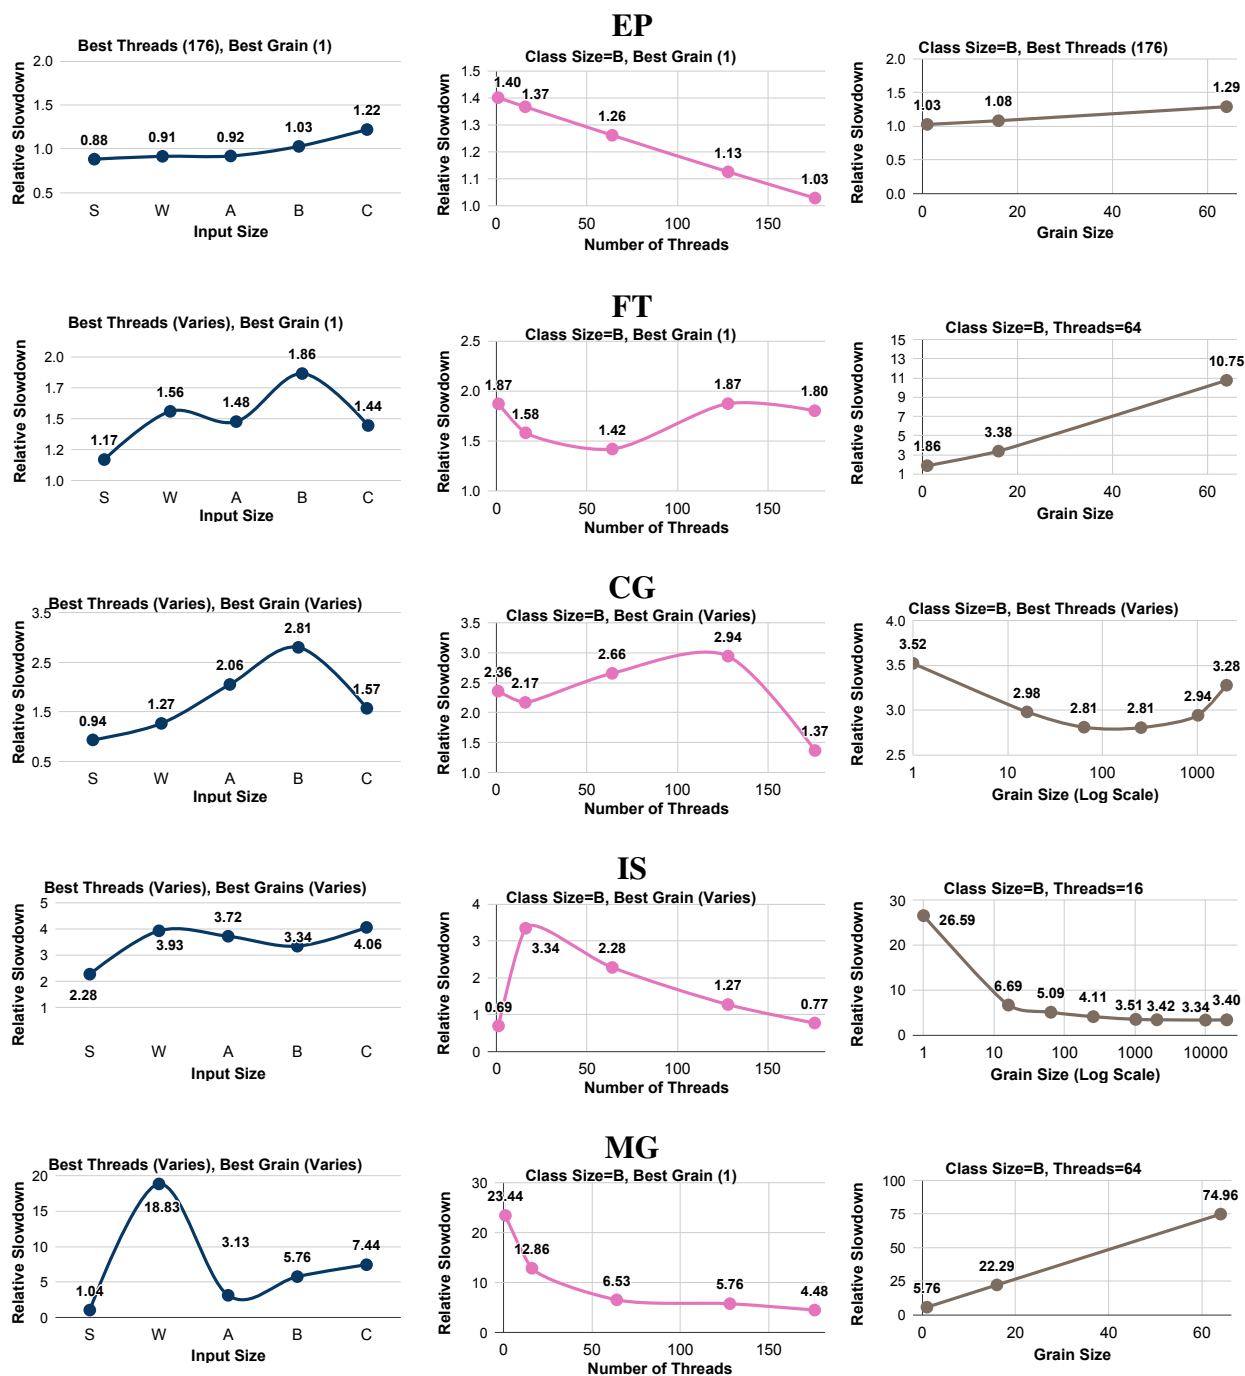 EP
Best Threads (176), Best Grain (1)
Relative Slowdown
2.0
1.5
1.0
0.5
0.88
0.91
0.92
1.03
1.22
S W A B C
Input Size
Class Size=B, Best Grain (1)
Relative Slowdown
1.5
1.4
1.3
1.2
1.1
1.0
1.40
1.37
1.26
1.13
1.03
0 50 100 150
Number of Threads
Class Size=B, Best Threads (176)
Relative Slowdown
2.0
1.5
1.0
0.5
0.0
1.03
1.08
1.29
0 20 40 60
Grain Size
FT
Best Threads (Varies), Best Grain (1)
Relative Slowdown
2.0
1.7
1.5
1.2
1.0
1.17
1.56
1.48
1.86
1.44
S W A B C
Input Size
Class Size=B, Best Grain (1)
Relative Slowdown
2.5
2.0
1.5
1.0
1.87
1.58
1.42
1.87
1.80
0 50 100 150
Number of Threads
Class Size=B, Threads=64
Relative Slowdown
15
13
11
9
7
5
3
1
1.86
3.38
10.75
0 20 40 60
Grain Size
CG
Best Threads (Varies), Best Grain (Varies)
Relative Slowdown
3.5
2.5
1.5
0.5
0.94
1.27
2.06
2.81
1.57
S W A B C
Input Size
Class Size=B, Best Grain (Varies)
Relative Slowdown
3.5
3.0
2.5
2.0
1.5
1.0
2.36
2.17
2.66
2.94
1.37
0 50 100 150
Number of Threads
Class Size=B, Best Threads (Varies)
Relative Slowdown
4.0
3.5
3.0
2.5
3.52
2.98
2.81
2.81
2.94
3.28
1 10 100 1000
Grain Size (Log Scale)
IS
Best Threads (Varies), Best Grains (Varies)
Relative Slowdown
5
4
3
2
1
2.28
3.93
3.72
3.34
4.06
S W A B C
Input Size
Class Size=B, Best Grain (Varies)
Relative Slowdown
4
3
2
1
0
0.69
3.34
2.28
1.27
0.77
0 50 100 150
Number of Threads
Class Size=B, Threads=16
Relative Slowdown
30
20
10
0
26.59
6.69
5.09
4.11
3.51
3.42
3.34
3.40
1 10 100 1000 10000
Grain Size (Log Scale)
MG
Best Threads (Varies), Best Grain (Varies)
Relative Slowdown
20
15
10
5
0
1.04
18.83
3.13
5.76
7.44
S W A B C
Input Size
Class Size=B, Best Grain (1)
Relative Slowdown
30
20
10
0
23.44
12.86
6.53
5.76
4.48
0 50 100 150
Number of Threads
Class Size=B, Threads=64
Relative Slowdown
100
75
50
25
0
5.76
22.29
74.96
0 20 40 60
Grain Size